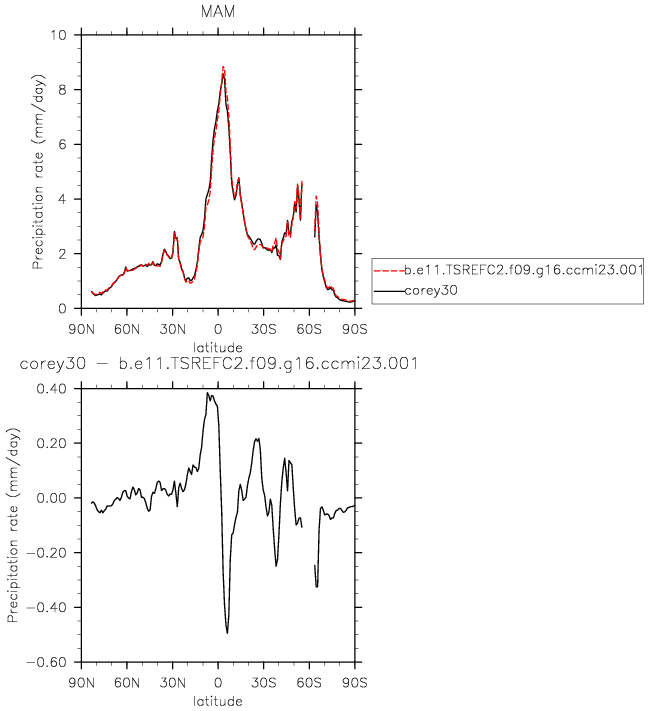 MAM
10
8
6
4
2
0
Precipitation rate (mm/day)
90N 60N 30N 0 30S 60S 90S
latitude
b.e11.TSREFC2.f09.g16.ccmi23.001
corey30
corey30 − b.e11.TSREFC2.f09.g16.ccmi23.001
0.40
0.20
0.00
−0.20
−0.40
−0.60
Precipitation rate (mm/day)
90N 60N 30N 0 30S 60S 90S
latitude